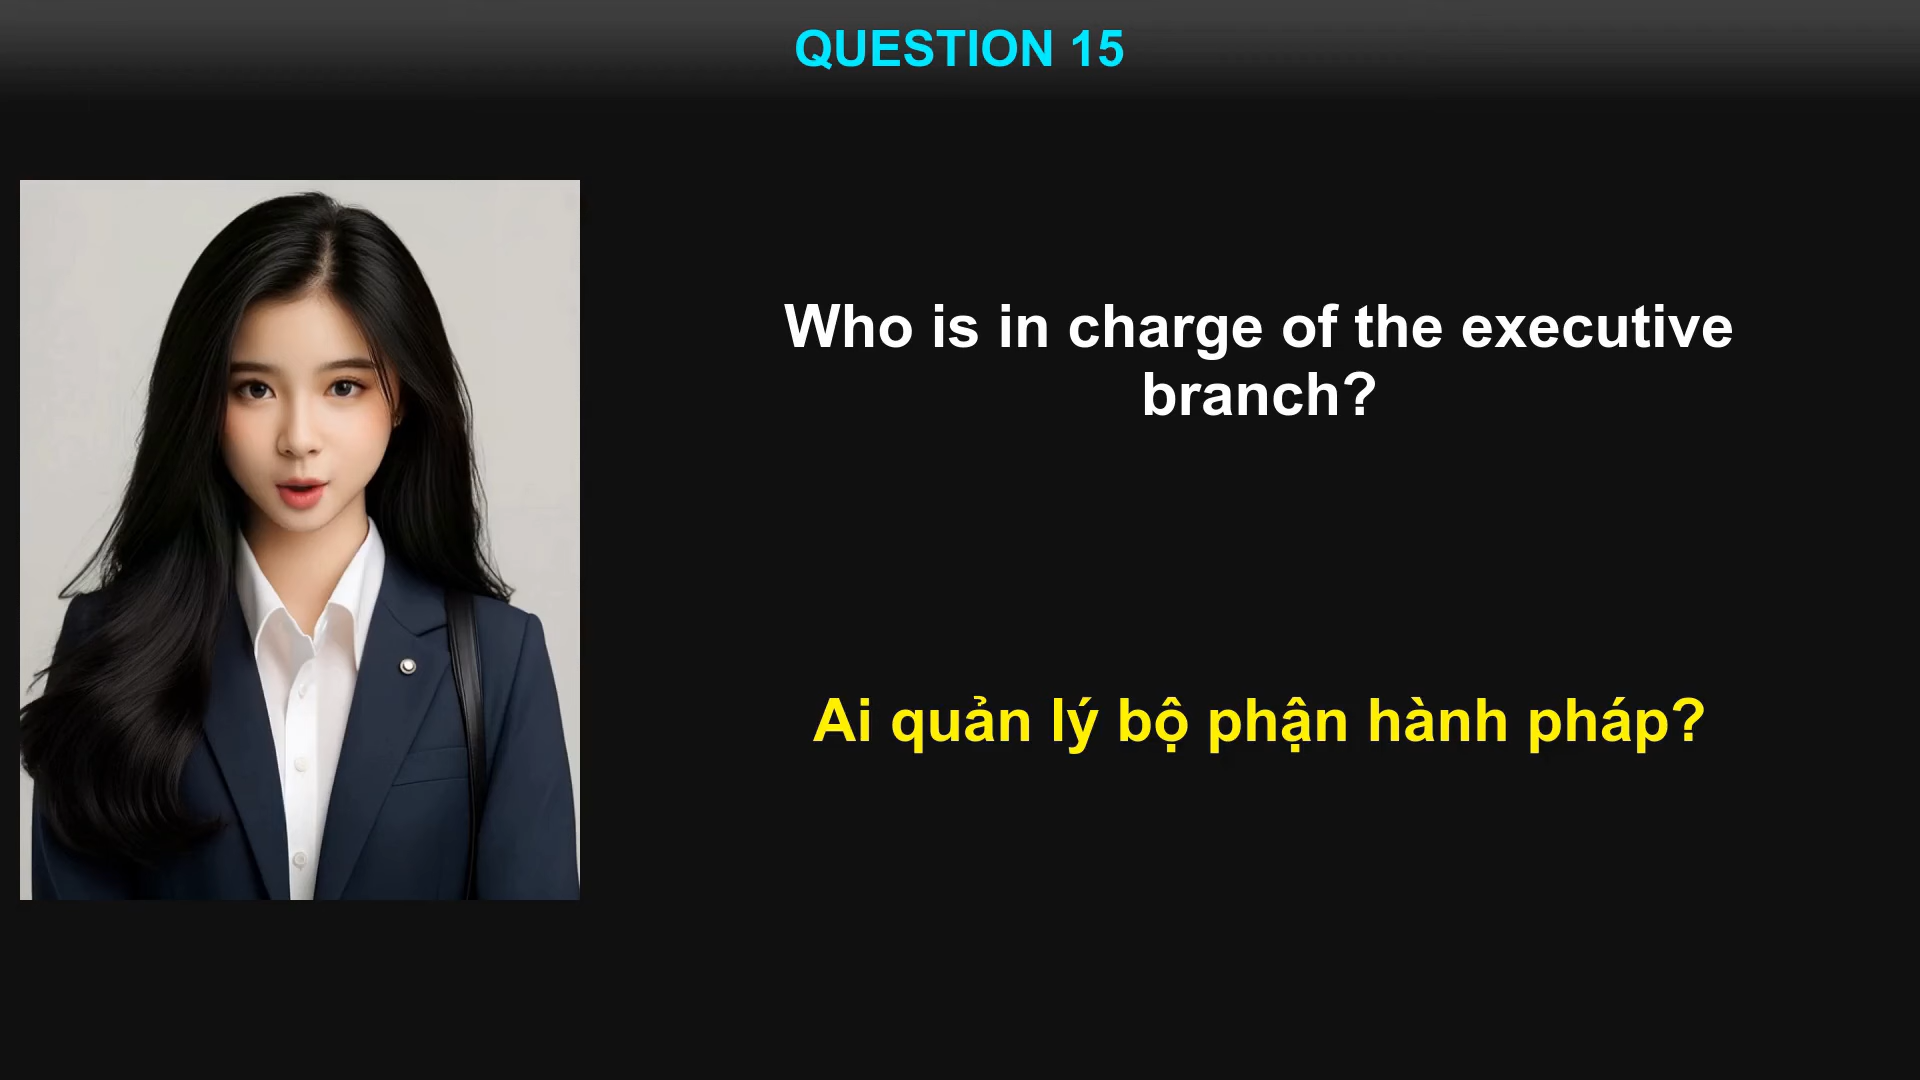 QUESTION 15
Who is in charge of the executive
branch?
Ai quản lý bộ phận hành pháp?